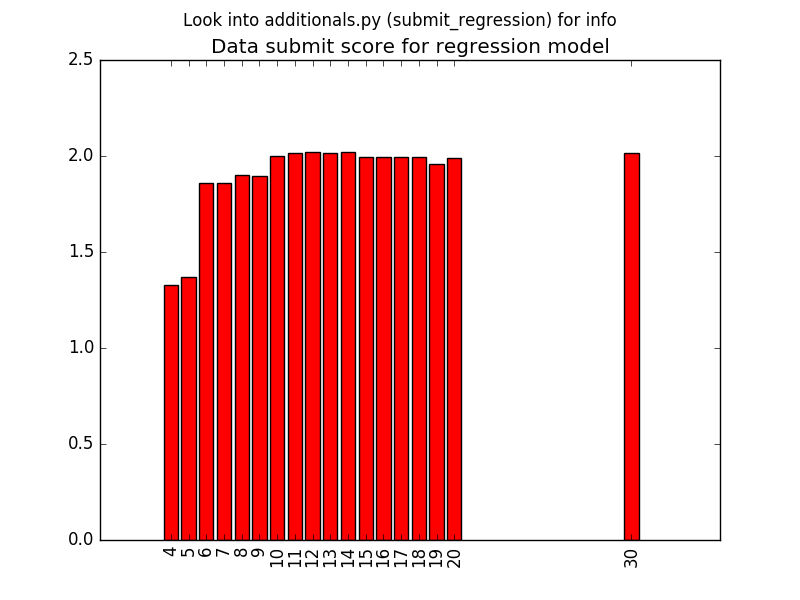 Look into additionals.py (submit_regression) for info
Data submit score for regression model
2.5
2.0
1.5
1.0
0.5
0.0
4 5 6 7 8 9 10 11 12 13 14 15 16 17 18 19 20 30